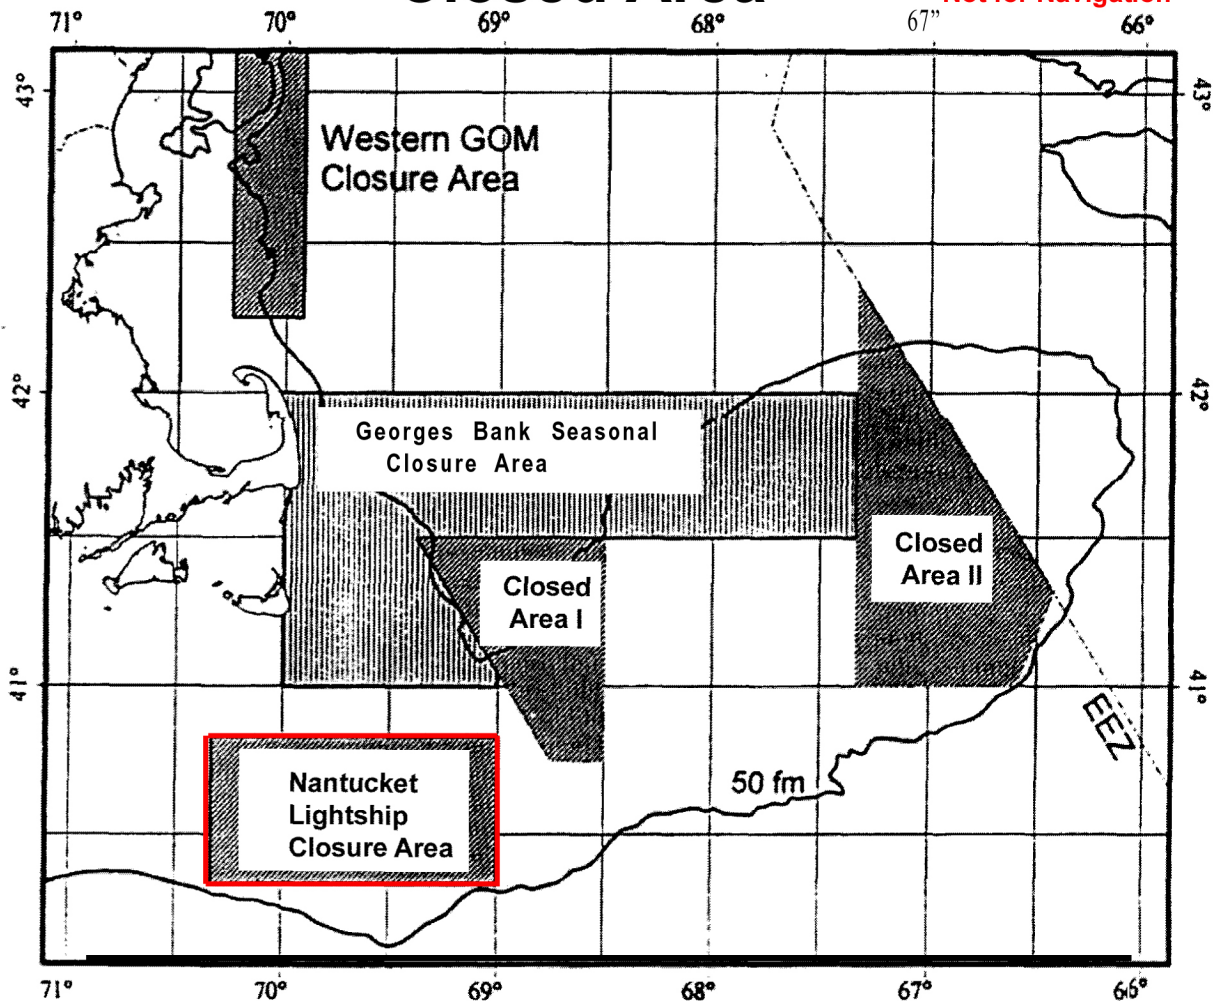 Closed Area
Not for Navigation
71° 70° 69° 68° 67” 66°
43° 43°
Western GOM
Closure Area
42° 42°
Georges Bank Seasonal
Closure Area
Closed
Area II
Closed
Area I
41° 41°
EEZ
50 fm
Nantucket
Lightship
Closure Area
71° 70° 69° 68° 67° 66°